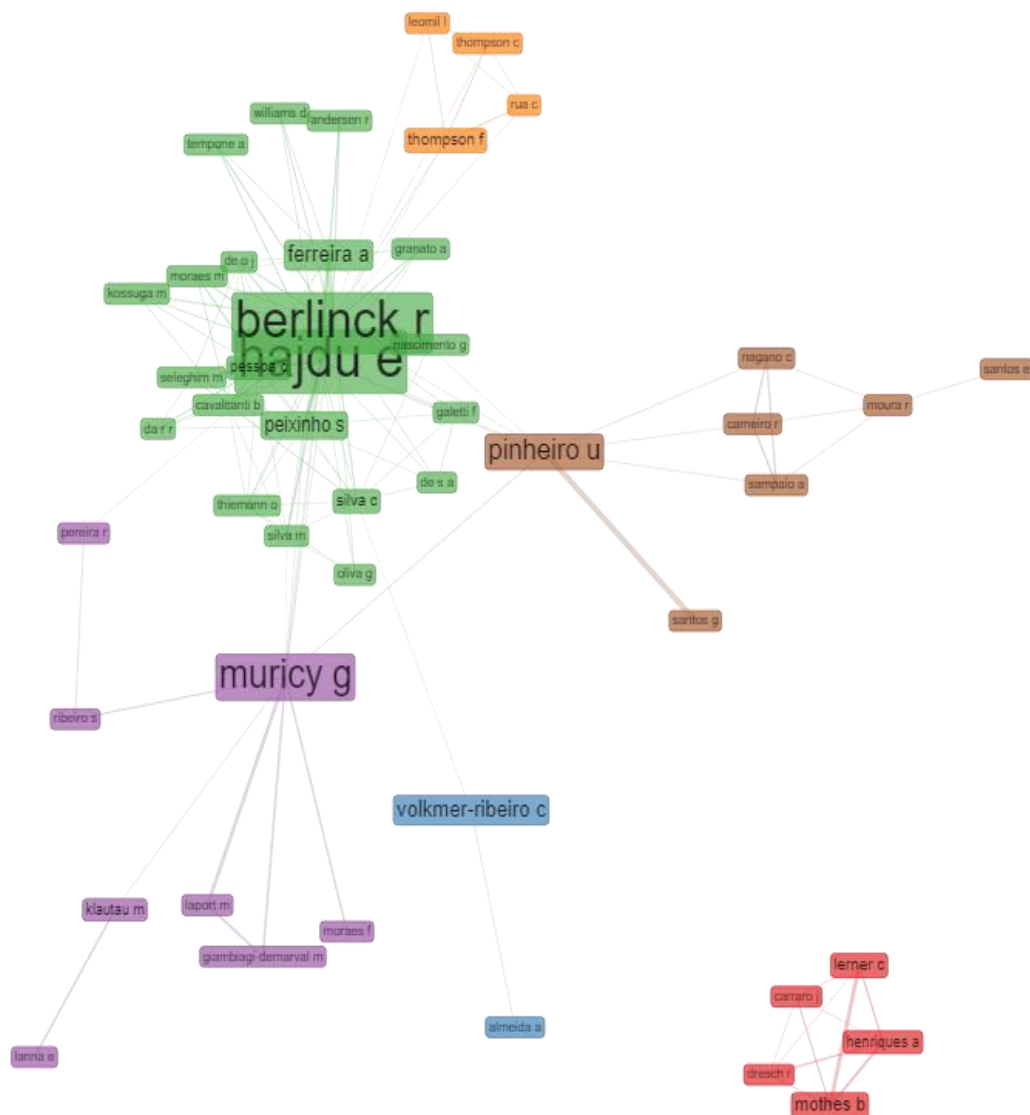 leomil l
thompson c
williams d
andersen r
rua c
tempone a
thompson f
ferreira a
granato a
de o j
moraes m
kossuga m
berlinck r
nascimento g
hajdu e
pessoa c
seleghim m
cavalcanti b
galetti f
peixinho s
da r r
nagano c
santos e
moura r
carneiro r
pinheiro u
sampaio a
de s a
thiemann o
silva c
pereira r
silva m
oliva g
santos g
muricy g
ribeiro s
volkmer-ribeiro c
laport m
klautau m
moraes f
giambiagi-demarval m
lerner c
carraro j
almeida a
henriques a
lanna e
dresch r
mothes b